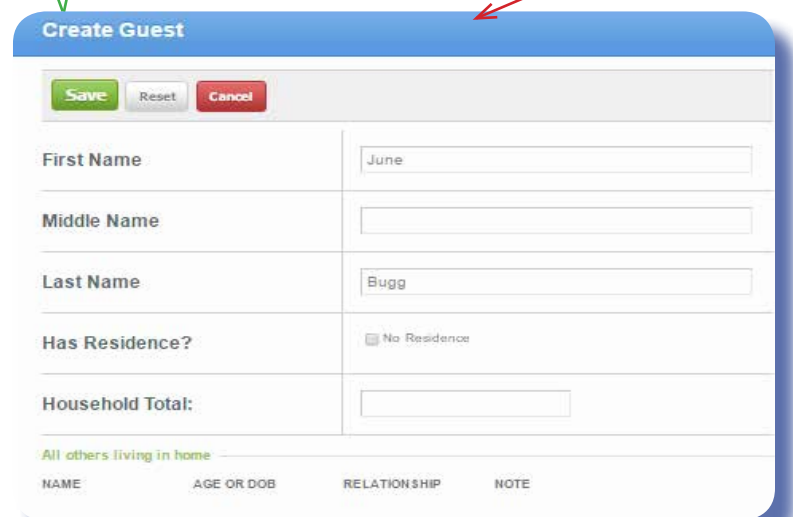 Create Guest
Save Reset Cancel
First Name June
Middle Name
Last Name Bugg
Has Residence? No Residence
Household Total:
All others living in home
NAME AGE OR DOB RELATIONSHIP NOTE